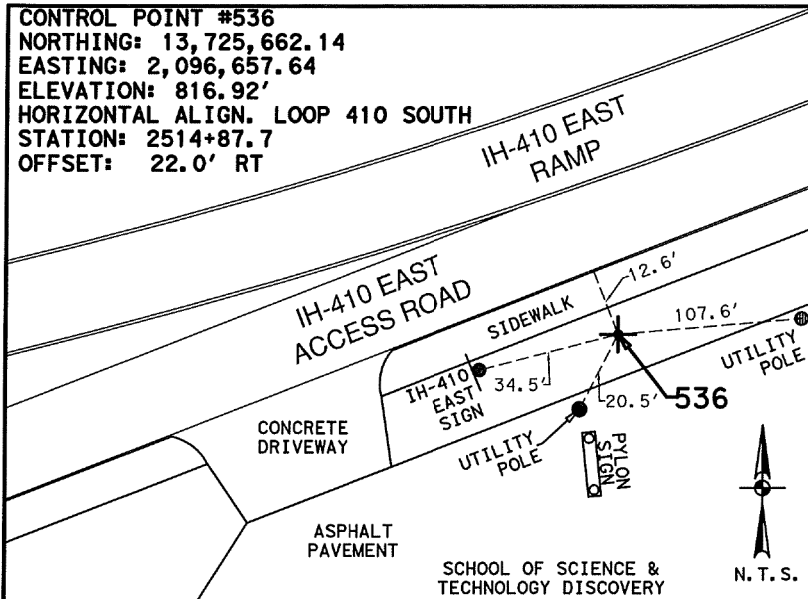 CONTROL POINT #536
NORTHING: 13,725,662.14
EASTING: 2,096,657.64
ELEVATION: 816.92'
HORIZONTAL ALIGN. LOOP 410 SOUTH
STATION: 2514+87.7
OFFSET: 22.0' RT
IH-410 EAST
RAMP
IH-410 EAST
ACCESS ROAD
12.6'
SIDEWALK
107.6'
UTILITY
POLE
IH-410
EAST
SIGN
34.5'
20.5'
536
CONCRETE
DRIVEWAY
UTILITY
POLE
PYLON
SIGN
ASPHALT
PAVEMENT
SCHOOL OF SCIENCE &
TECHNOLOGY DISCOVERY
N.T.S.